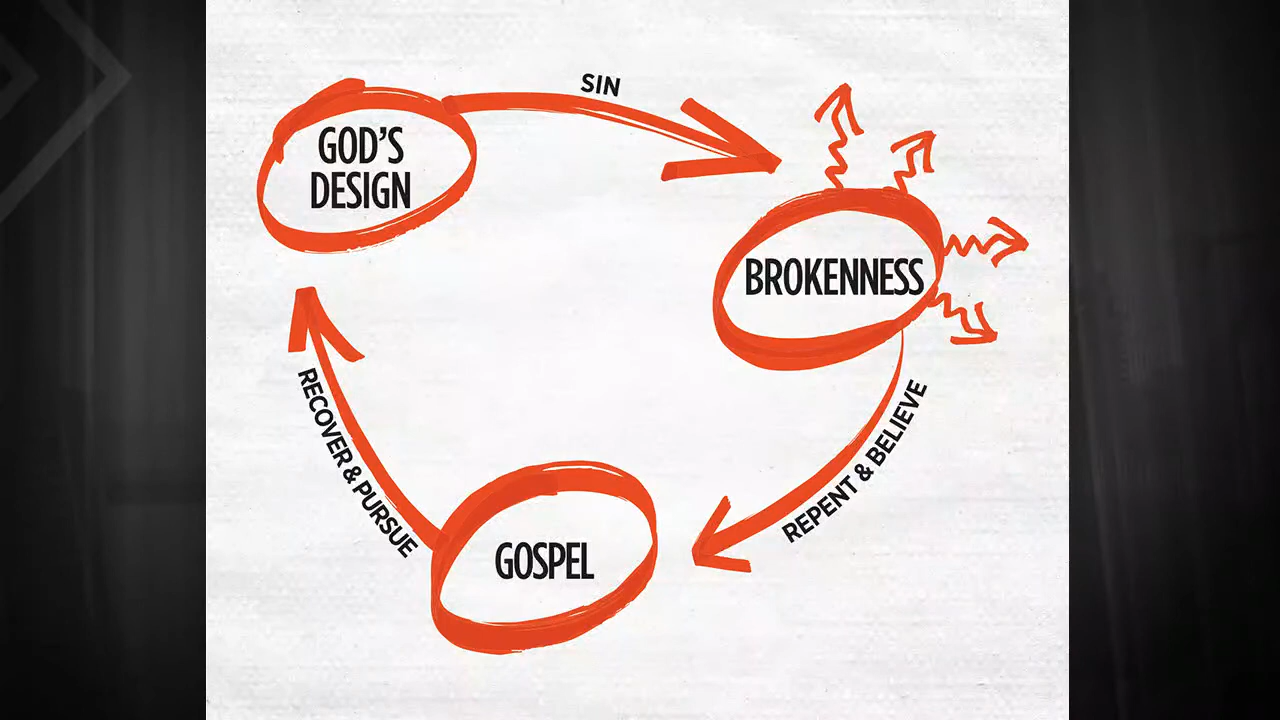 SIN
GOD'S
DESIGN
BROKENNESS
REPENT & BELIEVE
GOSPEL
RECOVER & PURSUE